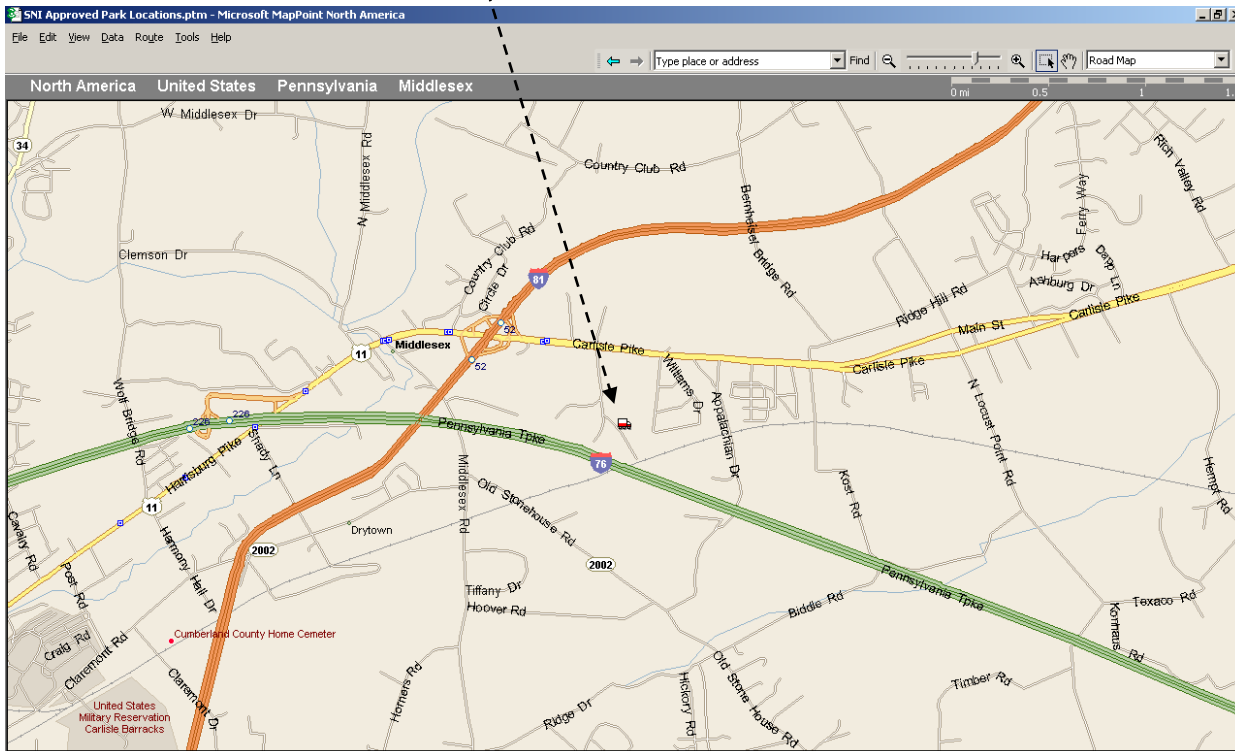 SNI Approved Park Locations.ptm - Microsoft MapPoint North America
File Edit View Data Route Tools Help
Type place or address Find Road Map
North America United States Pennsylvania Middlesex
0 mi 0.5 1 1.
W Middlesex Dr
34
N Middlesex Rd
Country Club Rd
Rich Valley Rd
Bernheisel Bridge Rd
Ferry Way
Clemson Dr
Country Club Rd
Circle Dr
81
Harpers
Dapp Ln
Ashburg Dr
Ridge Hill Rd
Main St
Carlisle Pike
52
11
Middlesex
Carlisle Pike
52
Carlisle Pike
Williams Dr
Appalachian Dr
N Locust Point Rd
Wolf Bridge Rd
226
226
Pennsylvania Tpke
76
Harrisburg Pike
Shady Ln
Middlesex Rd
Old Stonehouse Rd
Kost Rd
Hempt Rd
11
Cavalry Rd
Drytown
2002
Harmony Hall Dr
2002
Pennsylvania Tpke
Post Rd
Tiffany Dr
Hoover Rd
Biddle Rd
Texaco Rd
Konhaus Rd
Craig Rd
Claremont Rd
Cumberland County Home Cemeter
Claremont Dr
Homers Rd
Old Stone House Rd
Timber Rd
Hickory Rd
Ridge Dr
United States
Military Reservation
Carlisle Barracks